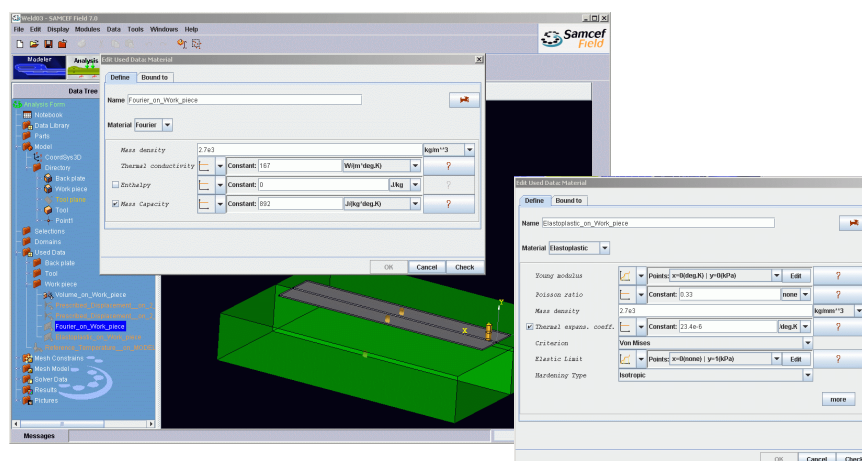 Weld03 - SAMCEF Field 7.0
File Edit Display Modules Data Tools Windows Help
Samcef
Field
Modeler Analysis
Data Tree
Analysis Form
Notebook
Data Library
Parts
Model
CoordSys3D
Directory
Back plate
Work piece
Tool plane
Tool
Point1
Selections
Domains
Used Data
Back plate
Tool
Work piece
Volume_on_Work_piece
Fourier_on_Work_piece
Elastoplastic_on_Work_piece
Mesh Constrains
Mesh Model
Solver Data
Results
Pictures
Messages
Edit Used Data: Material
Define Bound to
Name Fourier_on_Work_piece
Material Fourier
Mass density 2.7e3 kg/m**3
Thermal conductivity Constant: 167 W/(m*deg.K) ?
Enthalpy Constant: 0 J/kg ?
Mass Capacity Constant: 892 J/(kg*deg.K) ?
OK Cancel Check
X
Y
Edit Used Data: Material
Define Bound to
Name Elastoplastic_on_Work_piece
Material Elastoplastic
Young modulus Points: x=0(deg.K) | y=0(kPa) Edit ?
Poisson ratio Constant: 0.33 none ?
Mass density 2.7e3 kg/mm**3
Thermal expans. coeff. Constant: 23.4e-6 /deg.K ?
Criterion Von Mises
Elastic Limit Points: x=0(none) | y=1(kPa) Edit ?
Hardening Type Isotropic
more
OK Cancel Check